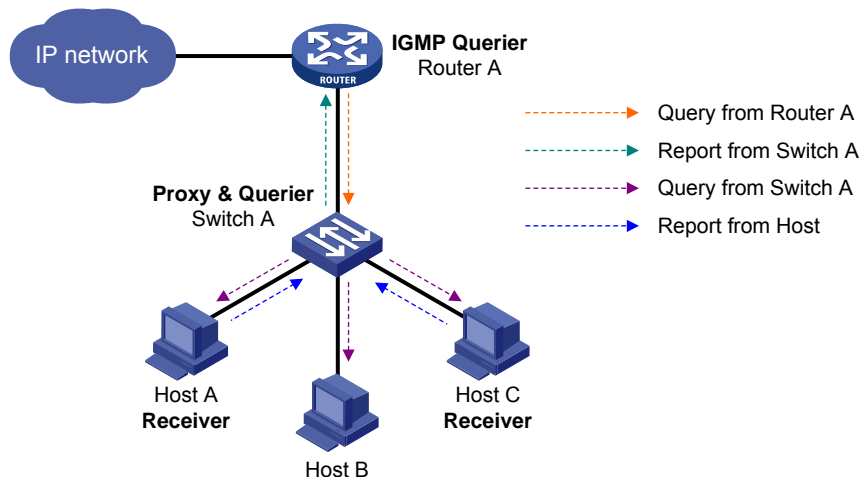 IP network
IGMP Querier
Router A
ROUTER
Query from Router A
Report from Switch A
Query from Switch A
Report from Host
Proxy & Querier
Switch A
Host A
Receiver
Host C
Receiver
Host B